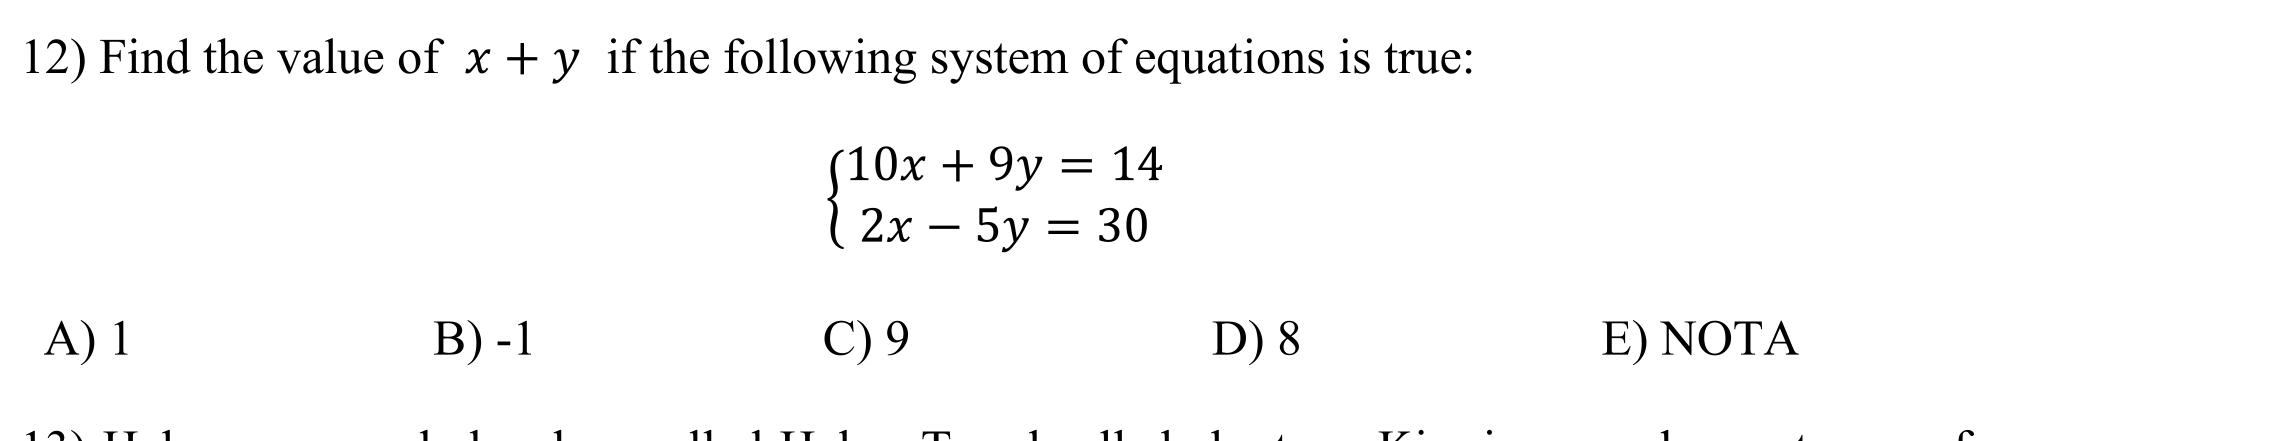 12) Find the value of x + y if the following system of equations is true:
10x + 9y = 14
2x − 5y = 30
A) 1 B) -1 C) 9 D) 8 E) NOTA